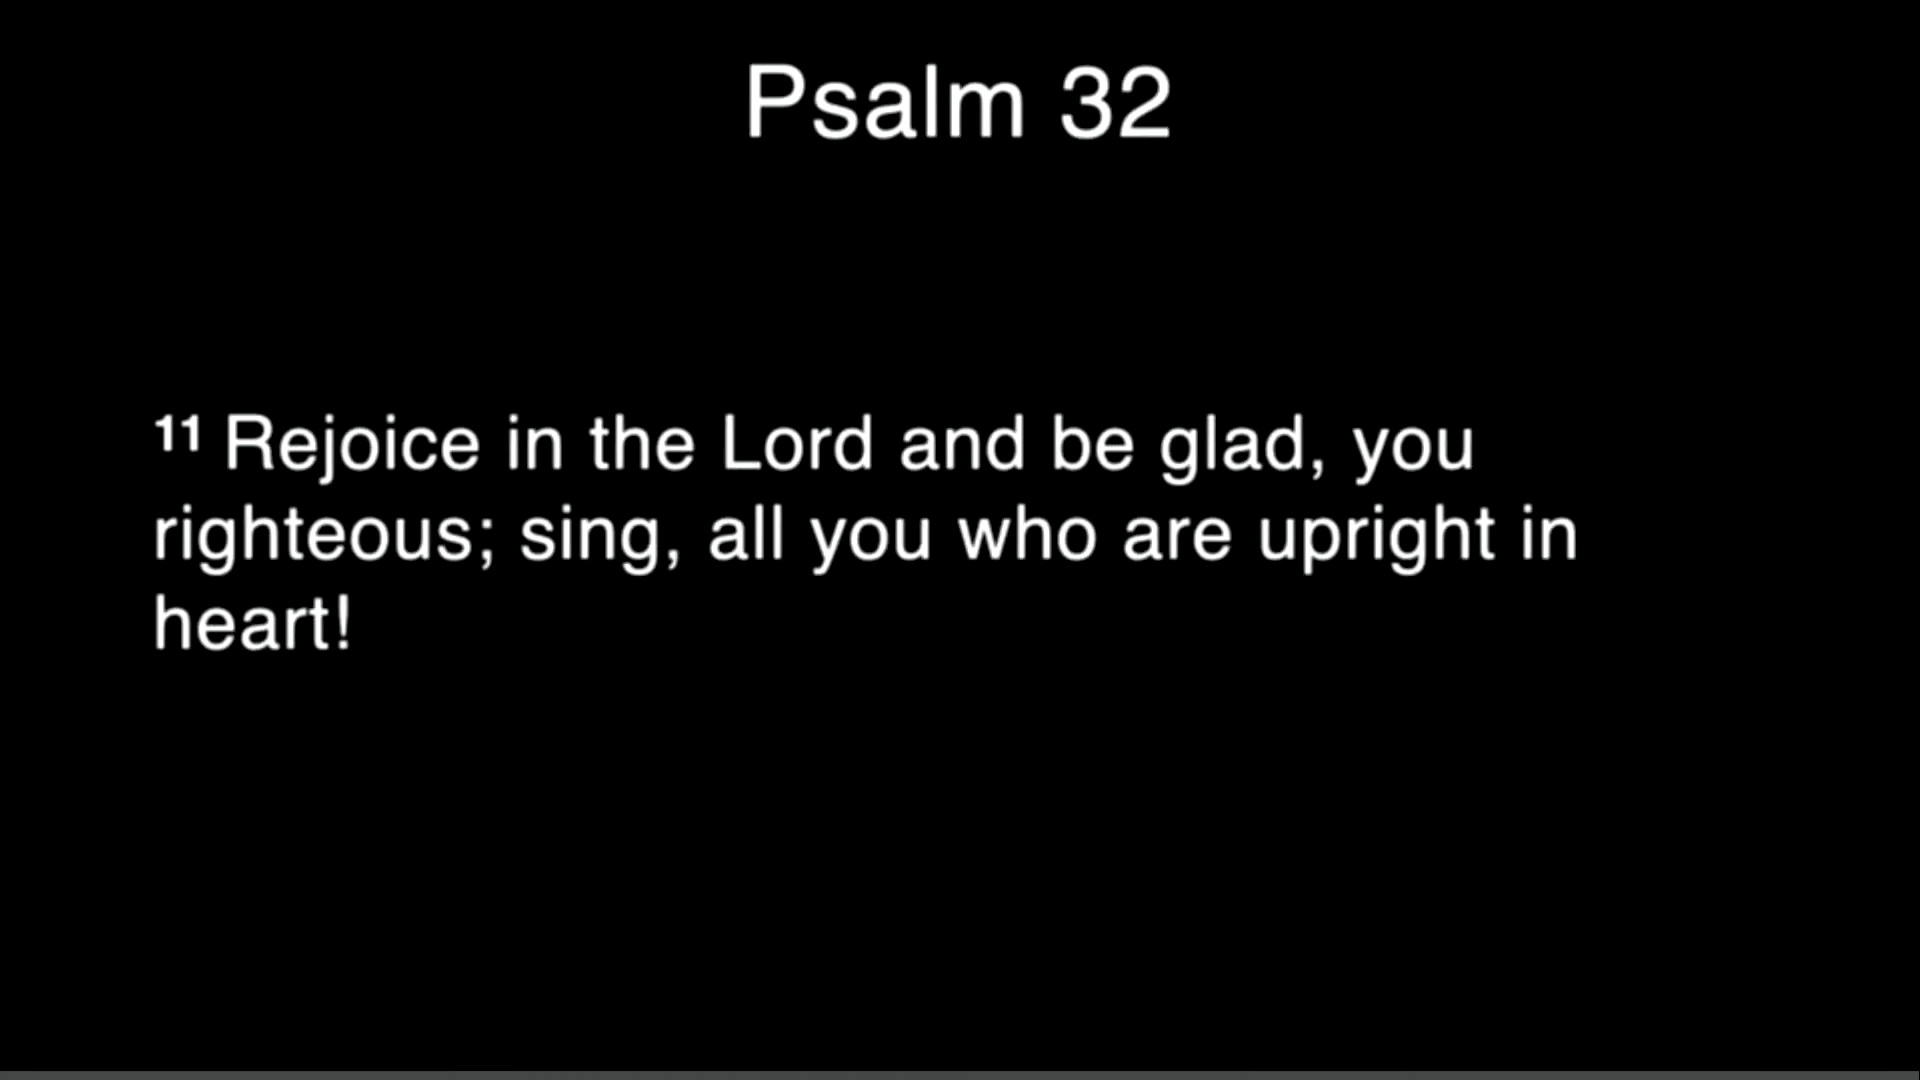 Psalm 32
¹¹ Rejoice in the Lord and be glad, you
righteous; sing, all you who are upright in
heart!